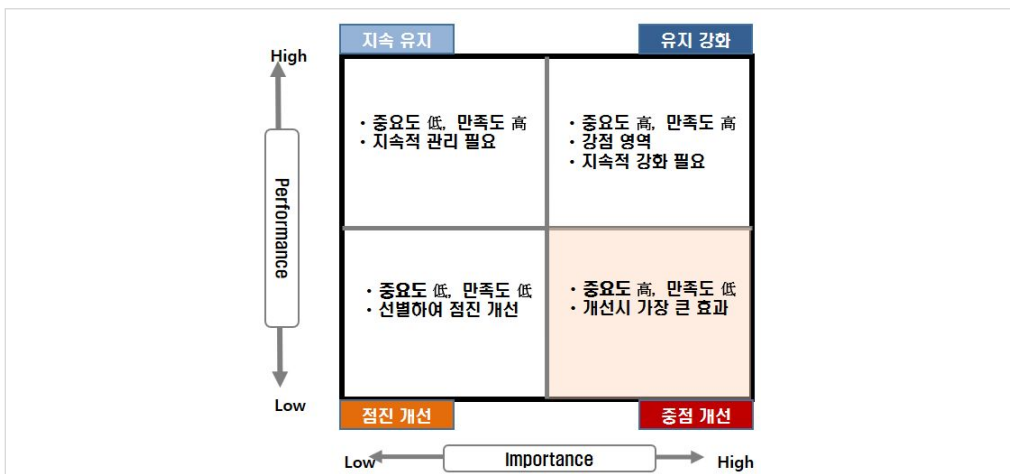 지속 유지
유지 강화
High
• 중요도 低, 만족도 高
• 지속적 관리 필요
• 중요도 高, 만족도 高
• 강점 영역
• 지속적 강화 필요
Performance
• 중요도 低, 만족도 低
• 선별하여 점진 개선
• 중요도 高, 만족도 低
• 개선시 가장 큰 효과
Low
점진 개선
중점 개선
Low
Importance
High